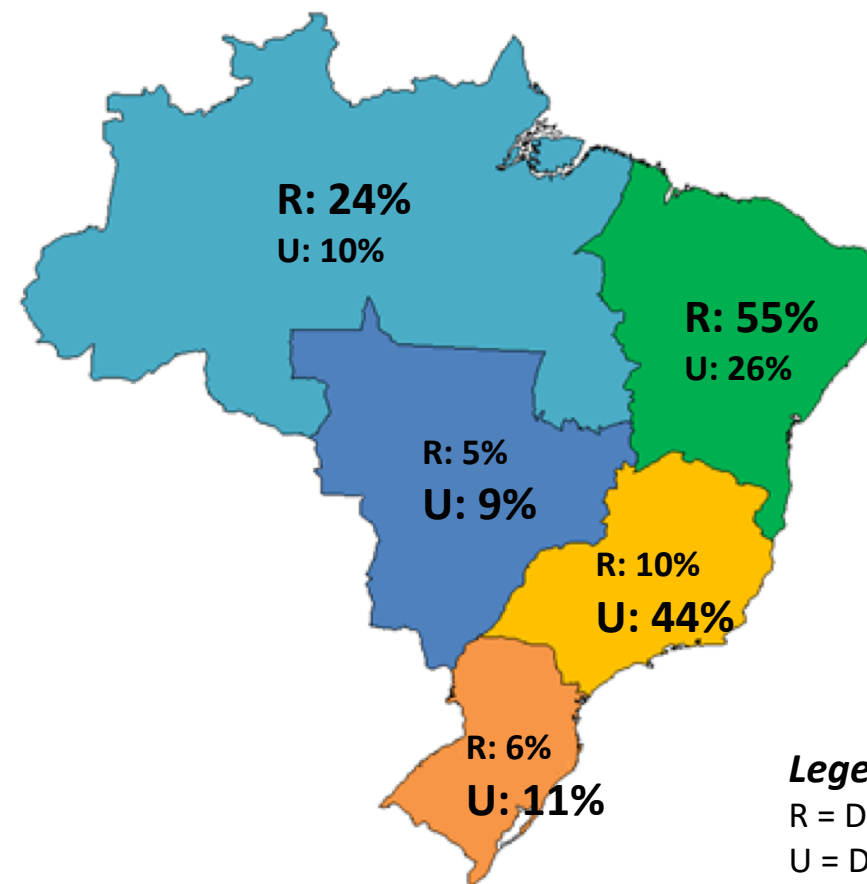 R: 24%
U: 10%
R: 55%
U: 26%
R: 5%
U: 9%
R: 10%
U: 44%
R: 6%
U: 11%
Lege
R = D
U = D